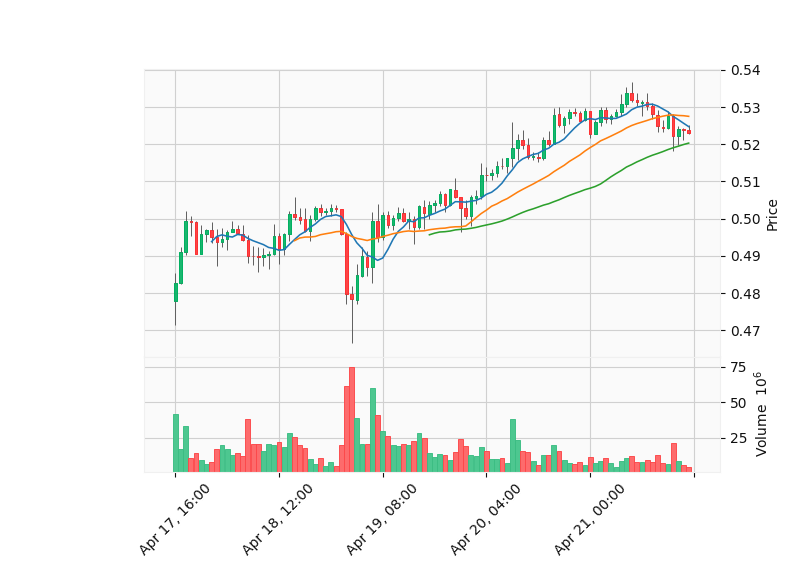 0.54
0.53
0.52
0.51
0.50
0.49
0.48
0.47
Price
75
50
25
Volume 10^6
Apr 17, 16:00
Apr 18, 12:00
Apr 19, 08:00
Apr 20, 04:00
Apr 21, 00:00